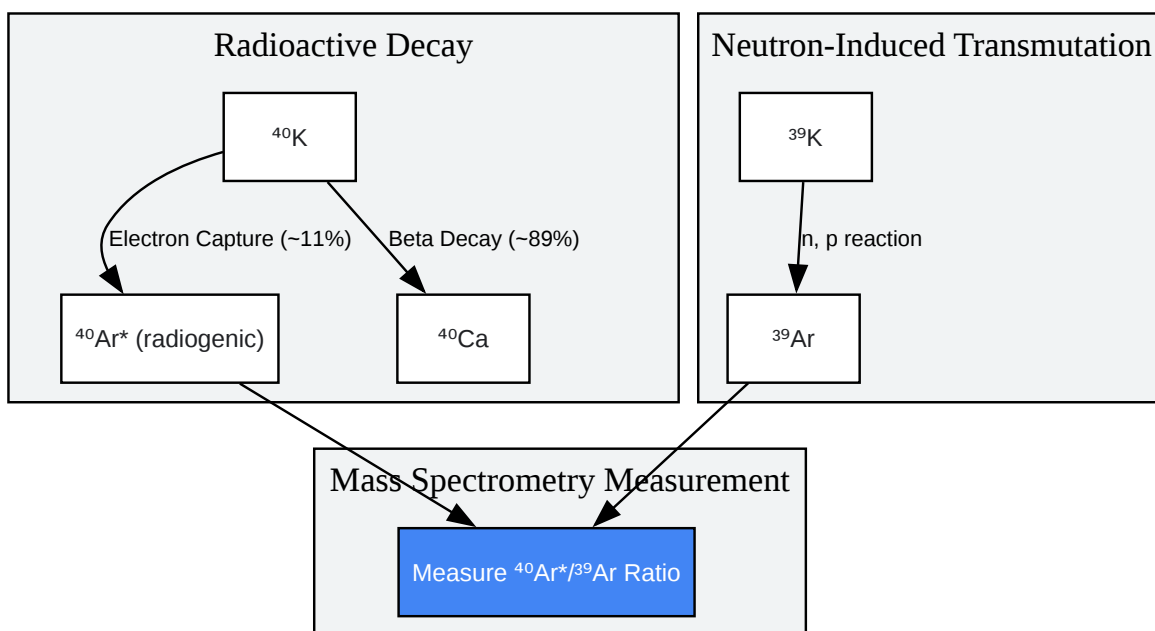 Radioactive Decay
Neutron-Induced Transmutation
⁴⁰K
³⁹K
Electron Capture (~11%)
Beta Decay (~89%)
n, p reaction
⁴⁰Ar* (radiogenic)
⁴⁰Ca
³⁹Ar
Mass Spectrometry Measurement
Measure ⁴⁰Ar*/³⁹Ar Ratio